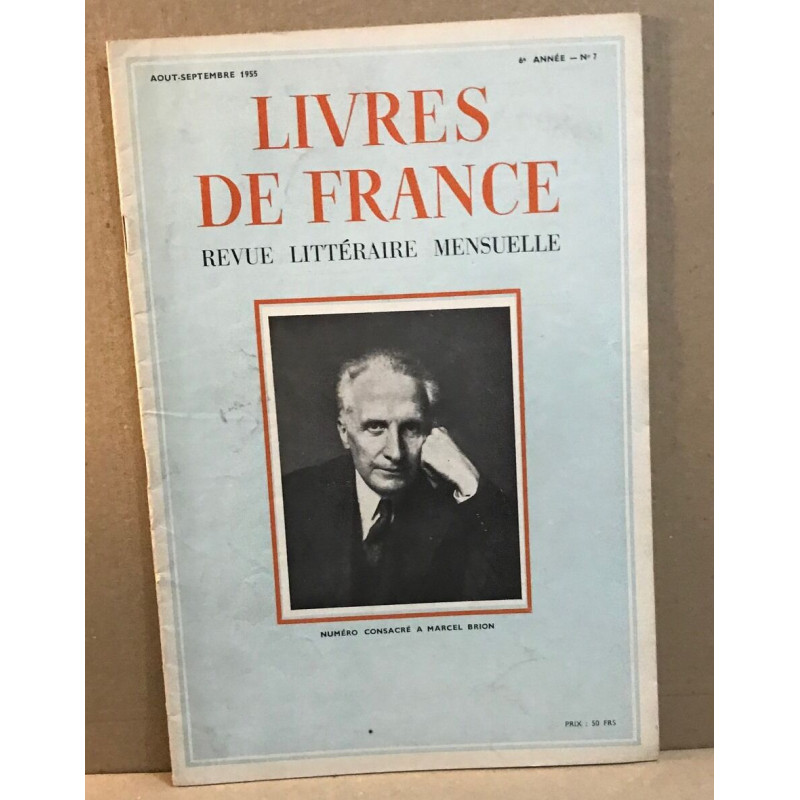 AOUT-SEPTEMBRE 1955
6e ANNÉE — No 7
LIVRES
DE FRANCE
REVUE LITTÉRAIRE MENSUELLE
NUMÉRO CONSACRÉ A MARCEL BRION
PRIX : 50 FRS